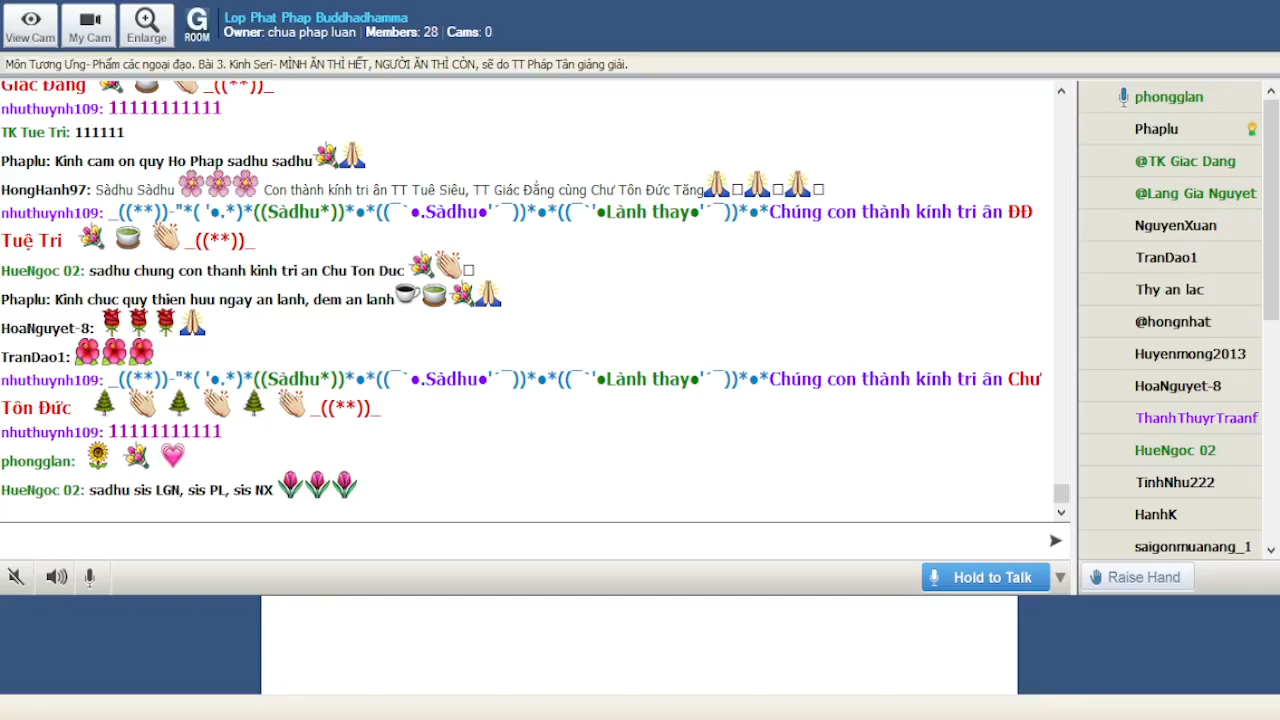 View Cam
My Cam
Enlarge
G
ROOM
Lop Phat Phap Buddhadhamma
Owner: chua phap luan | Members: 28 | Cams: 0
Môn Tương Ưng- Phẩm các ngoại đạo. Bài 3. Kinh Serī- MÌNH ĂN THÌ HẾT, NGƯỜI ĂN THÌ CÒN, sẽ do TT Pháp Tân giảng giải.
Giác Đẳng _((**))_
nhuthuynh109: 11111111111
TK Tue Tri: 111111
Phaplu: Kinh cam on quy Ho Phap sadhu sadhu
HongHanh97: Sàdhu Sàdhu Con thành kính tri ân TT Tuê Siêu, TT Giác Đẳng cùng Chư Tôn Đức Tăng
nhuthuynh109: _((**))-"*( '●.*)*((Sàdhu*))*●*((¯`●.Sàdhu●'´¯))*●*((¯`'●Lành thay●'´¯))*●*Chúng con thành kính tri ân ĐĐ
Tuệ Tri _((**))_
HueNgoc 02: sadhu chung con thanh kinh tri an Chu Ton Duc
Phaplu: Kinh chuc quy thien huu ngay an lanh, dem an lanh
HoaNguyet-8:
TranDao1:
nhuthuynh109: _((**))-"*( '●.*)*((Sàdhu*))*●*((¯`●.Sàdhu●'´¯))*●*((¯`'●Lành thay●'´¯))*●*Chúng con thành kính tri ân Chư
Tôn Đức _((**))_
nhuthuynh109: 11111111111
phongglan:
HueNgoc 02: sadhu sis LGN, sis PL, sis NX
Hold to Talk
phongglan
Phaplu
@TK Giac Dang
@Lang Gia Nguyet
NguyenXuan
TranDao1
Thy an lac
@hongnhat
Huyenmong2013
HoaNguyet-8
ThanhThuyrTraanf
HueNgoc 02
TinhNhu222
HanhK
saigonmuanang_1
Raise Hand